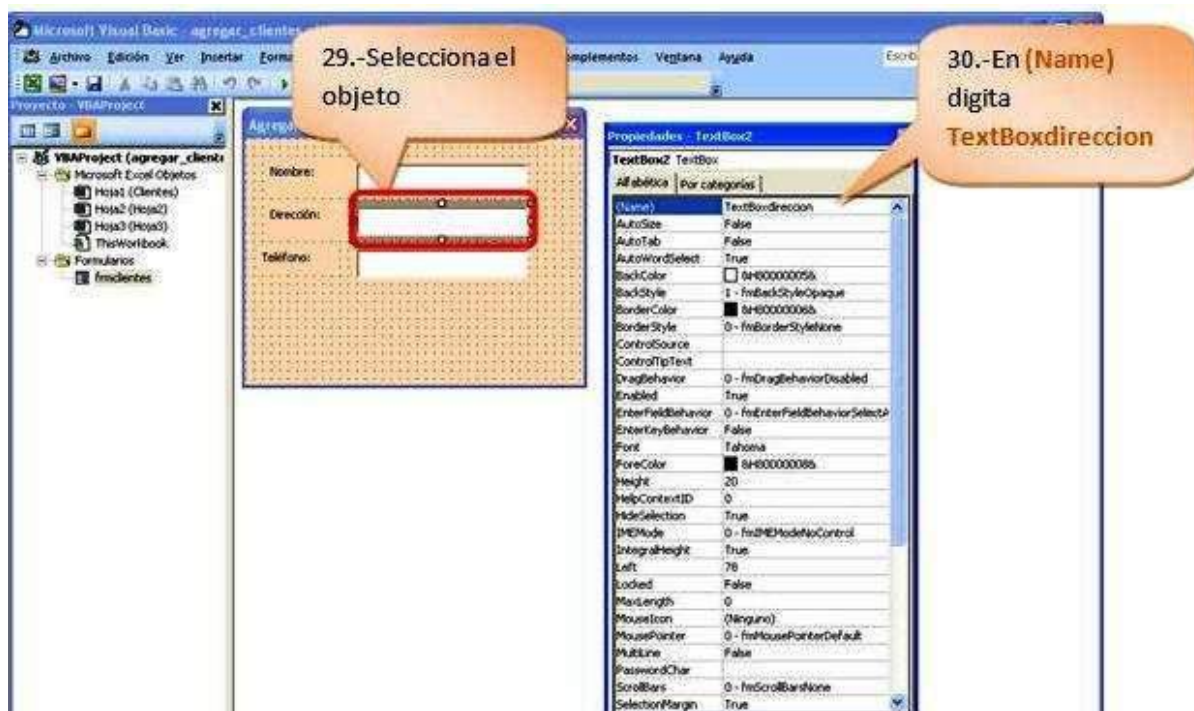 Microsoft Visual Basic - agregar_clientes
Archivo Edición Ver Insertar
Complementos Ventana Ayuda
29.-Selecciona el
objeto
30.-En (Name)
digita
TextBoxdireccion
Proyecto - VBAProject
VBAProject (agregar_cliente
Microsoft Excel Objetos
Hoja1 (Clientes)
Hoja2 (Hoja2)
Hoja3 (Hoja3)
ThisWorkbook
Formularios
frmclientes
Nombre:
Dirección:
Teléfono:
Propiedades - TextBox2
TextBox2 TextBox
Alfabética Por categorías
(Name) TextBoxdireccion
AutoSize False
AutoTab False
AutoWordSelect True
BackColor &H80000005&
BackStyle 1 - fmBackStyleOpaque
BorderColor &H80000006&
BorderStyle 0 - fmBorderStyleNone
ControlSource
ControlTipText
DragBehavior 0 - fmDragBehaviorDisabled
Enabled True
EnterFieldBehavior 0 - fmEnterFieldBehaviorSelectA
EnterKeyBehavior False
Font Tahoma
ForeColor &H80000008&
Height 20
HelpContextID 0
HideSelection True
IMEMode 0 - fmIMEModeNoControl
IntegralHeight True
Left 78
Locked False
MaxLength 0
MouseIcon (Ninguno)
MousePointer 0 - fmMousePointerDefault
MultiLine False
PasswordChar
ScrollBars 0 - fmScrollBarsNone
SelectionMargin True